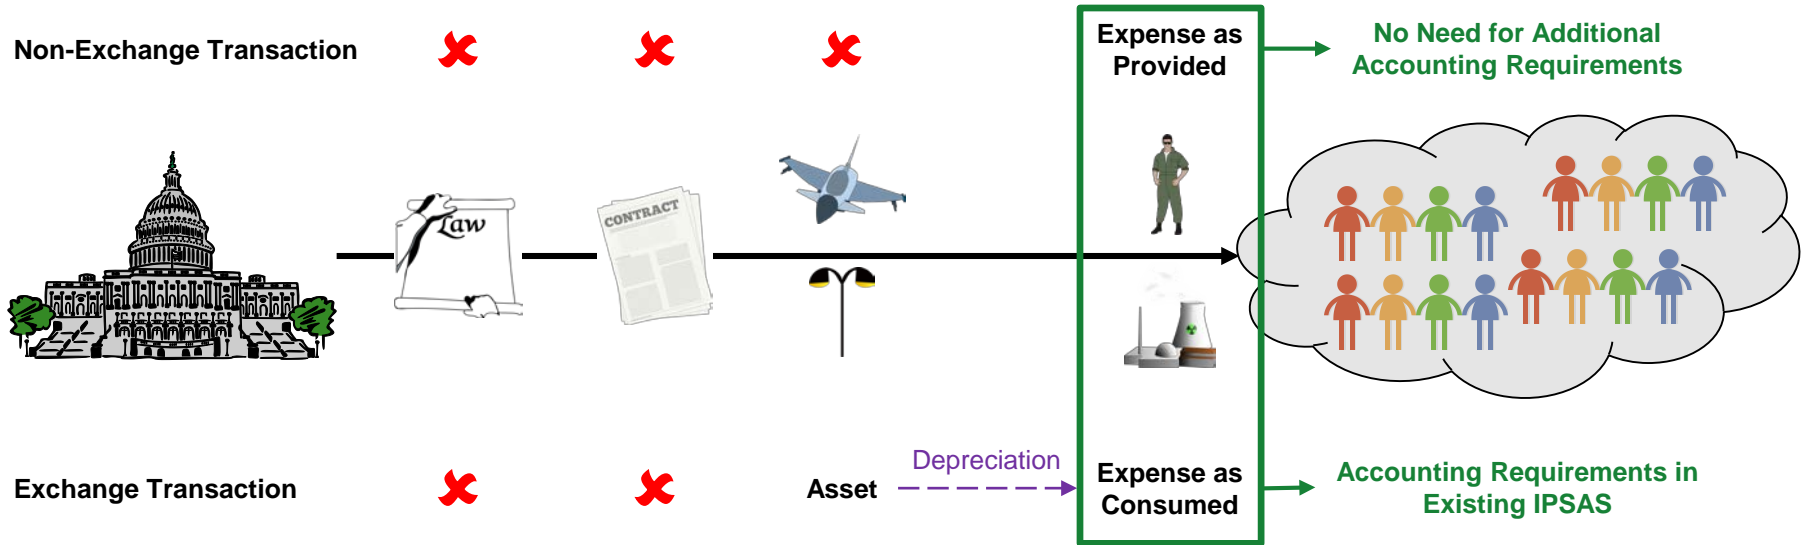 Non-Exchange Transaction
Expense as
Provided
No Need for Additional
Accounting Requirements
Law
CONTRACT
Exchange Transaction
Asset
Depreciation
Expense as
Consumed
Accounting Requirements in
Existing IPSAS